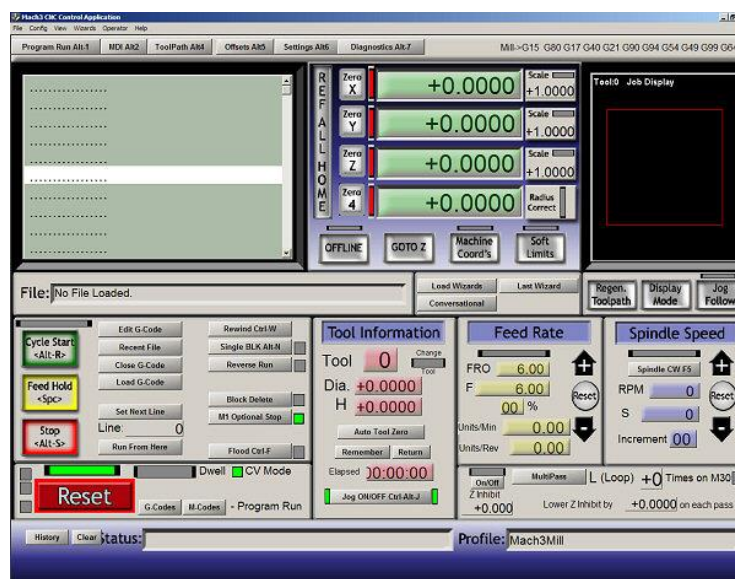 Mach3 CNC Control Application
File Config View Wizards Operator Help
Program Run Alt-1 MDI Alt2 ToolPath Alt4 Offsets Alt5 Settings Alt6 Diagnostics Alt-7 Mill->G15 G80 G17 G40 G21 G90 G94 G54 G49 G99 G64
REF ALL HOME
Zero X +0.0000 Scale +1.0000
Zero Y +0.0000 Scale +1.0000
Zero Z +0.0000 Scale +1.0000
Zero 4 +0.0000 Radius Correct
OFFLINE GOTO Z Machine Coord's Soft Limits
Tool:0 Job Display
File: No File Loaded.
Load Wizards Last Wizard
Conversational
Regen. Toolpath Display Mode Jog Follow
Cycle Start <Alt-R>
Feed Hold <Spc>
Stop <Alt-S>
Edit G-Code Rewind Ctrl-W
Recent File Single BLK Alt-N
Close G-Code Reverse Run
Load G-Code
Block Delete
Set Next Line M1 Optional Stop
Line: 0
Run From Here Flood Ctrl-F
Tool Information
Tool 0 Change Tool
Dia. +0.0000
H +0.0000
Auto Tool Zero
Remember Return
Elapsed 00:00:00
Jog ON/OFF Ctrl-Alt-J
Feed Rate
FRO 6.00
F 6.00
00 % Reset
Units/Min 0.00
Units/Rev 0.00
Spindle Speed
Spindle CW F5
RPM 0 Reset
S 0
Increment 00
Reset Dwell CV Mode
G-Codes M-Codes - Program Run
On/Off MultiPass L (Loop) +0 Times on M30
Z Inhibit
+0.000 Lower Z Inhibit by +0.0000 on each pass
History Clear Status: Profile: Mach3Mill